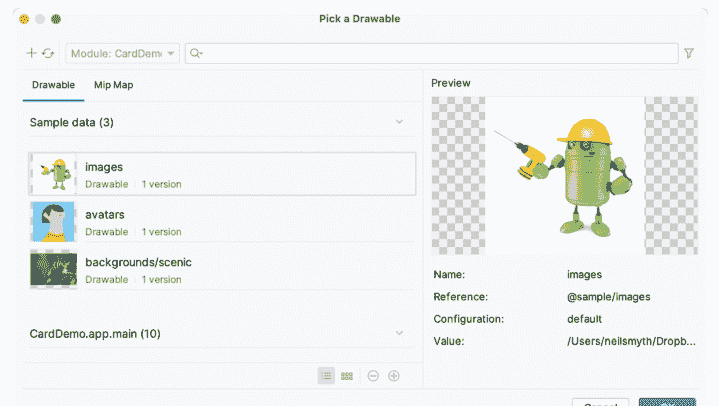 Pick a Drawable
Module: CardDem
Drawable Mip Map
Sample data (3)
images
Drawable 1 version
avatars
Drawable 1 version
backgrounds/scenic
Drawable 1 version
CardDemo.app.main (10)
Preview
Name: images
Reference: @sample/images
Configuration: default
Value: /Users/neilsmyth/Dropb...